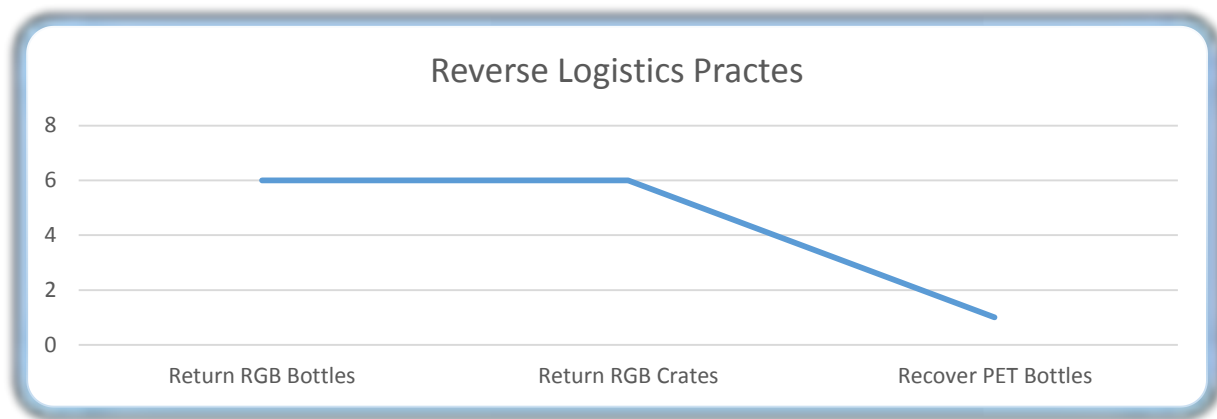 Reverse Logistics Practes
8
6
4
2
0
Return RGB Bottles
Return RGB Crates
Recover PET Bottles